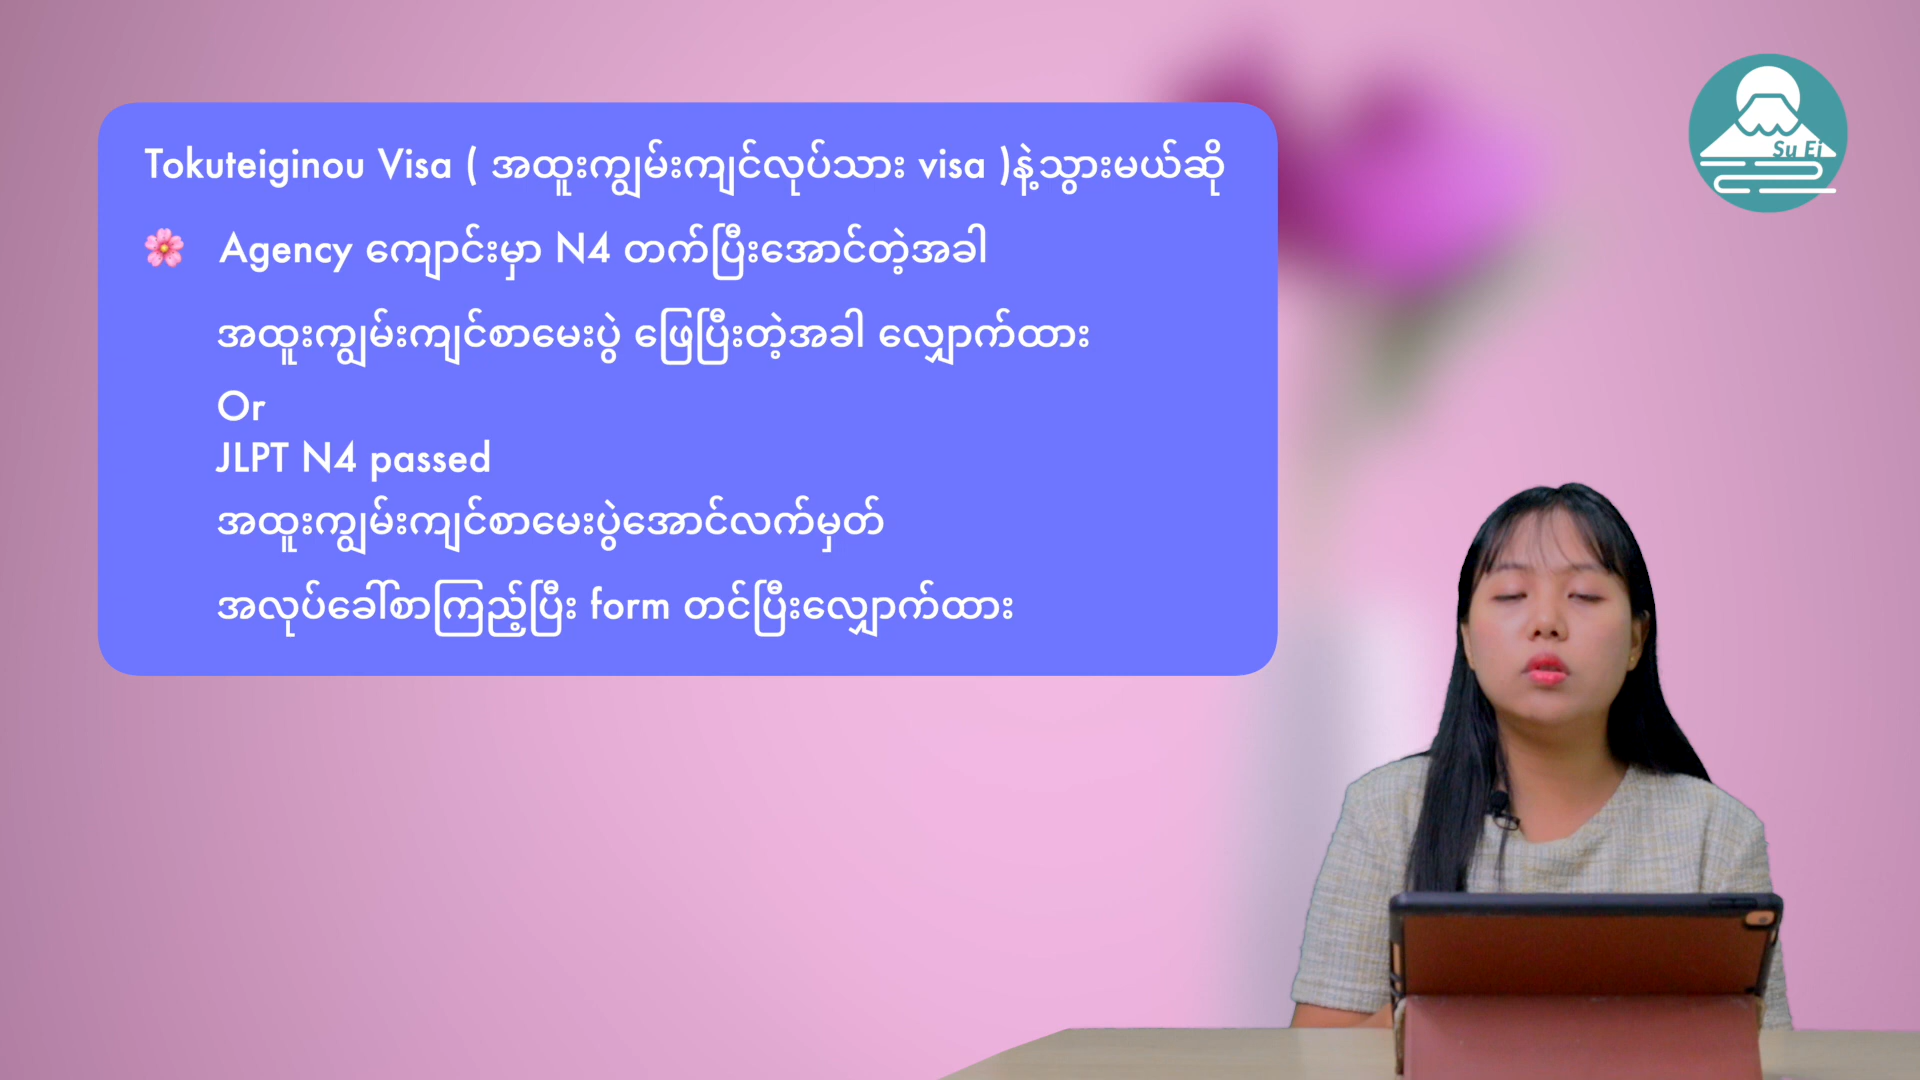 Tokuteiginou Visa ( အထူးကျွမ်းကျင်လုပ်သား visa )နဲ့သွားမယ်ဆို
🌸 Agency ကျောင်းမှာ N4 တက်ပြီးအောင်တဲ့အခါ
အထူးကျွမ်းကျင်စာမေးပွဲ ဖြေပြီးတဲ့အခါ လျှောက်ထား
Or
JLPT N4 passed
အထူးကျွမ်းကျင်စာမေးပွဲအောင်လက်မှတ်
အလုပ်ခေါ်စာကြည့်ပြီး form တင်ပြီးလျှောက်ထား
Su Ei